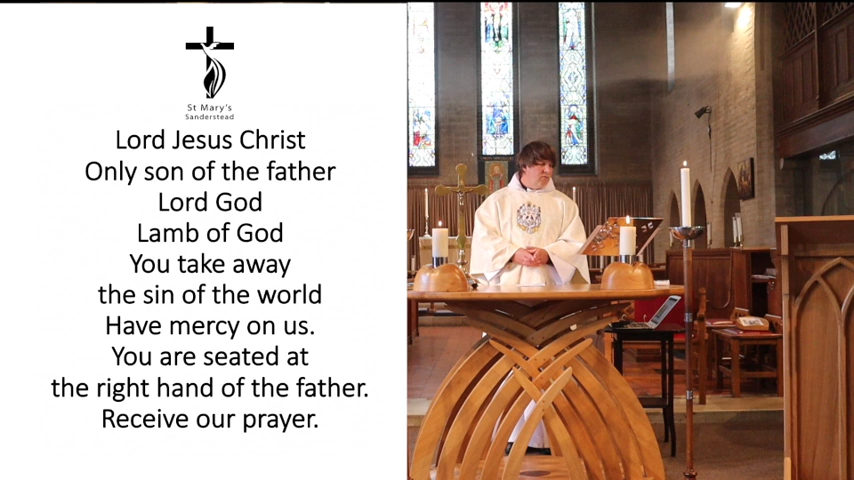 St Mary's
Sanderstead
Lord Jesus Christ
Only son of the father
Lord God
Lamb of God
You take away
the sin of the world
Have mercy on us.
You are seated at
the right hand of the father.
Receive our prayer.